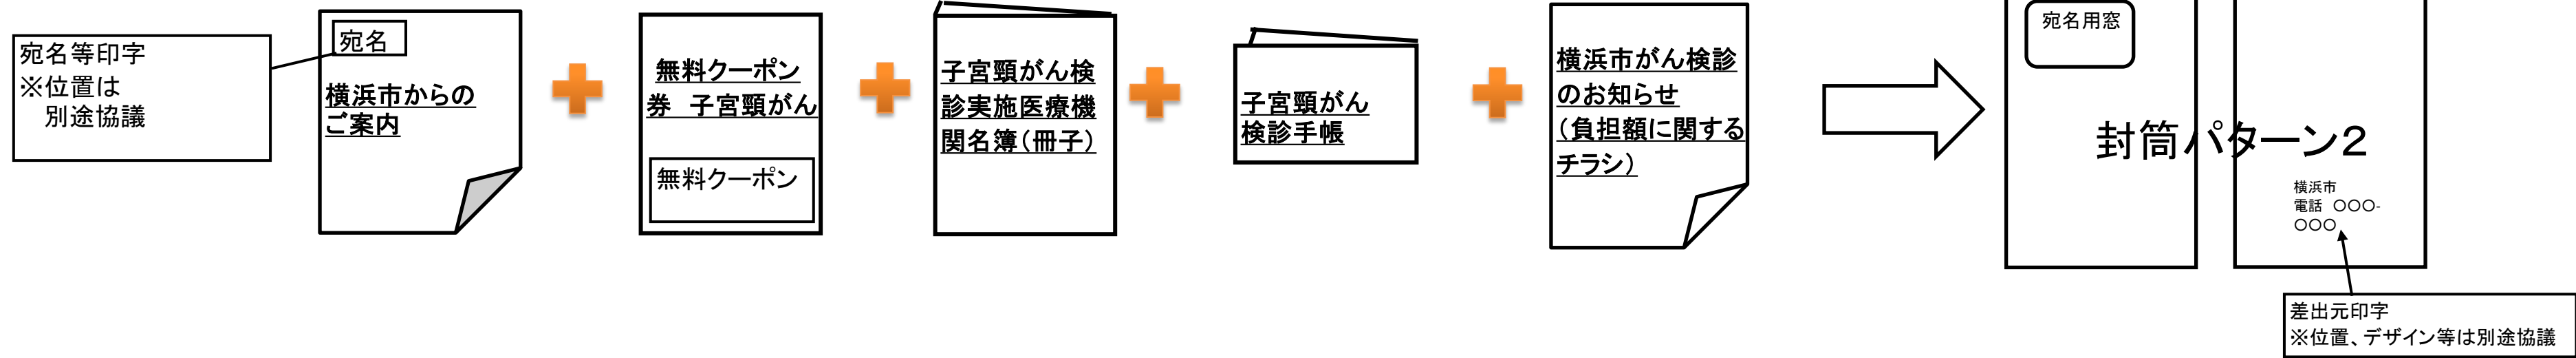 宛名等印字
※位置は
別途協議
宛名
横浜市からの
ご案内
無料クーポン
券　子宮頸がん
無料クーポン
子宮頸がん検
診実施医療機
関名簿（冊子）
子宮頸がん
検診手帳
横浜市がん検診
のお知らせ
（負担額に関する
チラシ）
宛名用窓
封筒パターン２
横浜市
電話　○○○-
○○○
差出元印字
※位置、デザイン等は別途協議